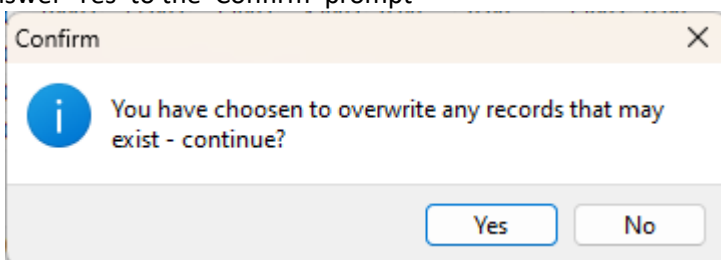 nswer Yes to the Confirm prompt
Confirm
You have choosen to overwrite any records that may
exist - continue?
Yes
No